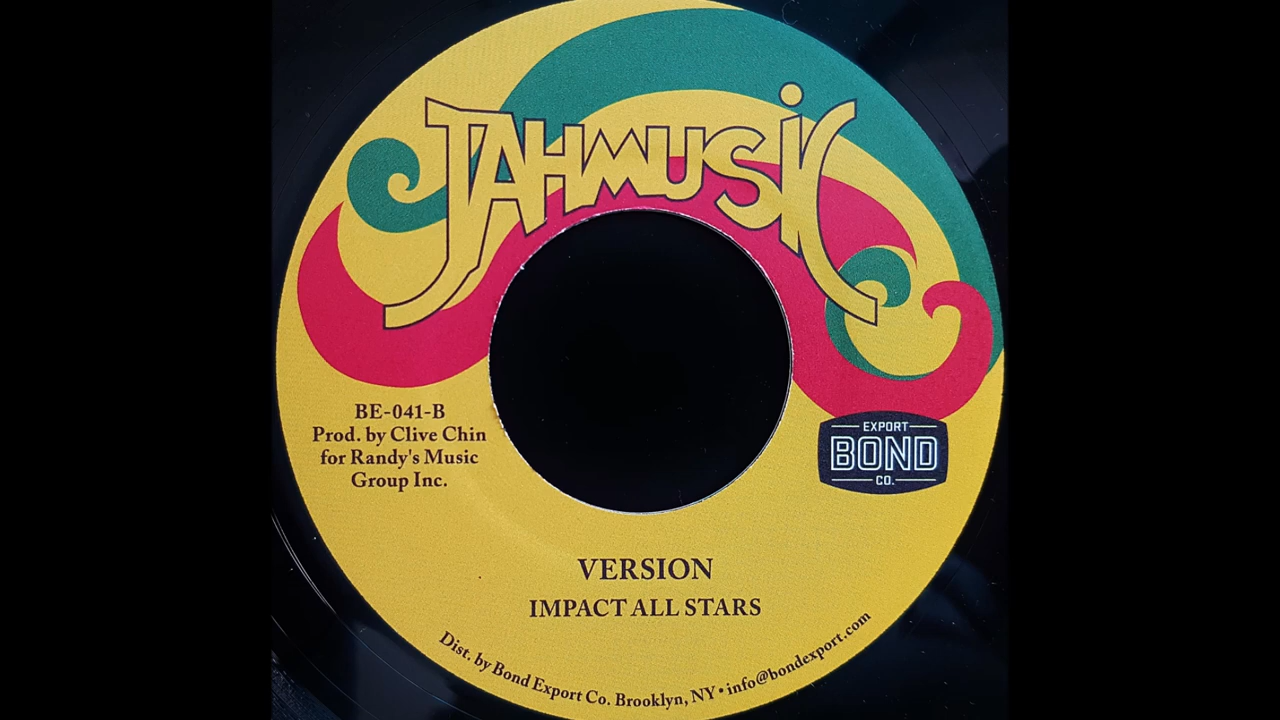 JAHMUSIC
BE-041-B
Prod. by Clive Chin
for Randy's Music
Group Inc.
EXPORT
BOND
CO.
VERSION
IMPACT ALL STARS
Dist. by Bond Export Co. Brooklyn, NY • info@bondexport.com